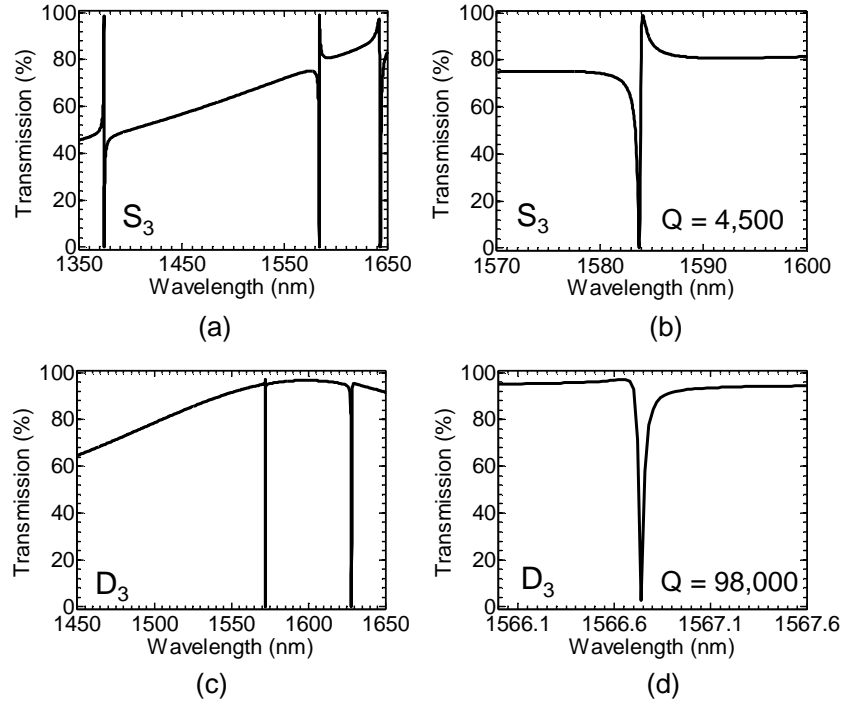 100
80
60
40
20
0
Transmission (%)
S3
1350 1450 1550 1650
Wavelength (nm)
(a)
100
80
60
40
20
0
Transmission (%)
S3 Q = 4,500
1570 1580 1590 1600
Wavelength (nm)
(b)
100
80
60
40
20
0
Transmission (%)
D3
1450 1500 1550 1600 1650
Wavelength (nm)
(c)
100
80
60
40
20
0
Transmission (%)
D3 Q = 98,000
1566.1 1566.6 1567.1 1567.6
Wavelength (nm)
(d)